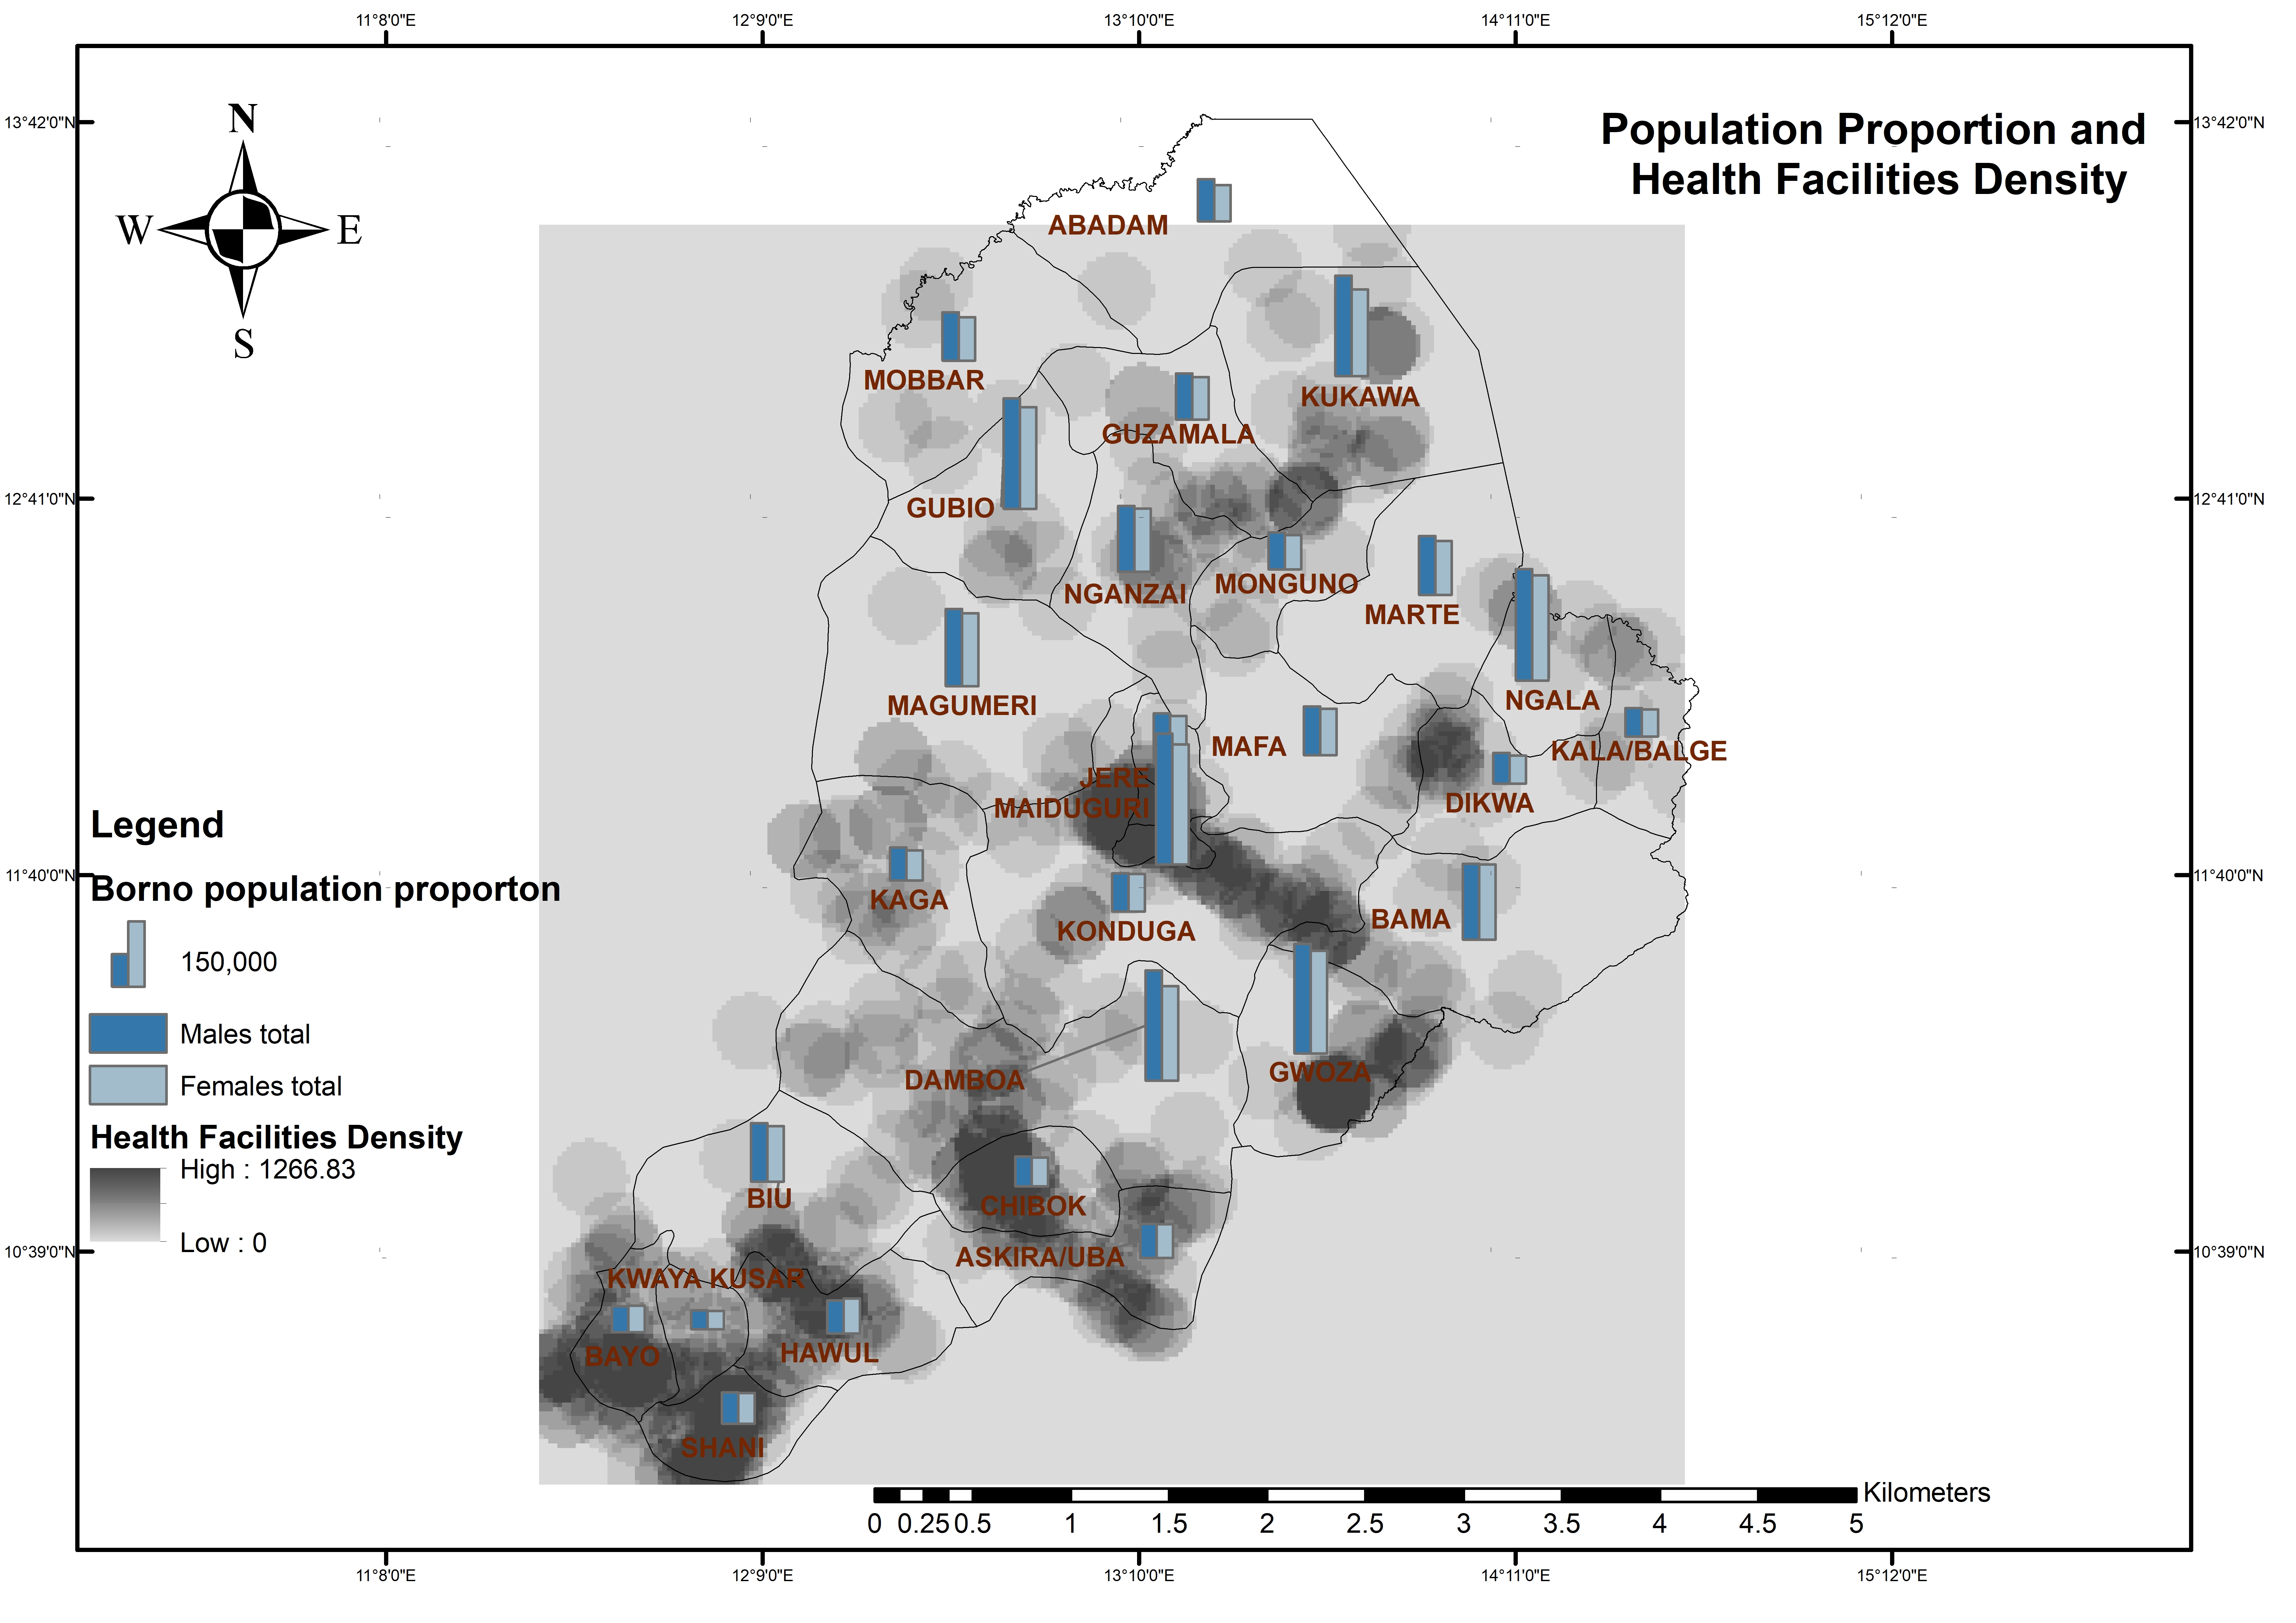 11°8'0"E 12°9'0"E 13°10'0"E 14°11'0"E 15°12'0"E
N
13°42'0"N 13°42'0"N
Population Proportion and
Health Facilities Density
W E
ABADAM
S
MOBBAR
KUKAWA
GUZAMALA
12°41'0"N 12°41'0"N
GUBIO
MONGUNO
NGANZAI
MARTE
NGALA
MAGUMERI
MAFA
KALA/BALGE
JERE
DIKWA
MAIDUGURI
Legend
11°40'0"N 11°40'0"N
Borno population proporton
KAGA
BAMA
KONDUGA
150,000
Males total
GWOZA
DAMBOA
Females total
Health Facilities Density
High : 1266.83
BIU
CHIBOK
Low : 0
10°39'0"N 10°39'0"N
ASKIRA/UBA
KWAYA KUSAR
HAWUL
BAYO
SHANI
Kilometers
0 0.25 0.5 1 1.5 2 2.5 3 3.5 4 4.5 5
11°8'0"E 12°9'0"E 13°10'0"E 14°11'0"E 15°12'0"E